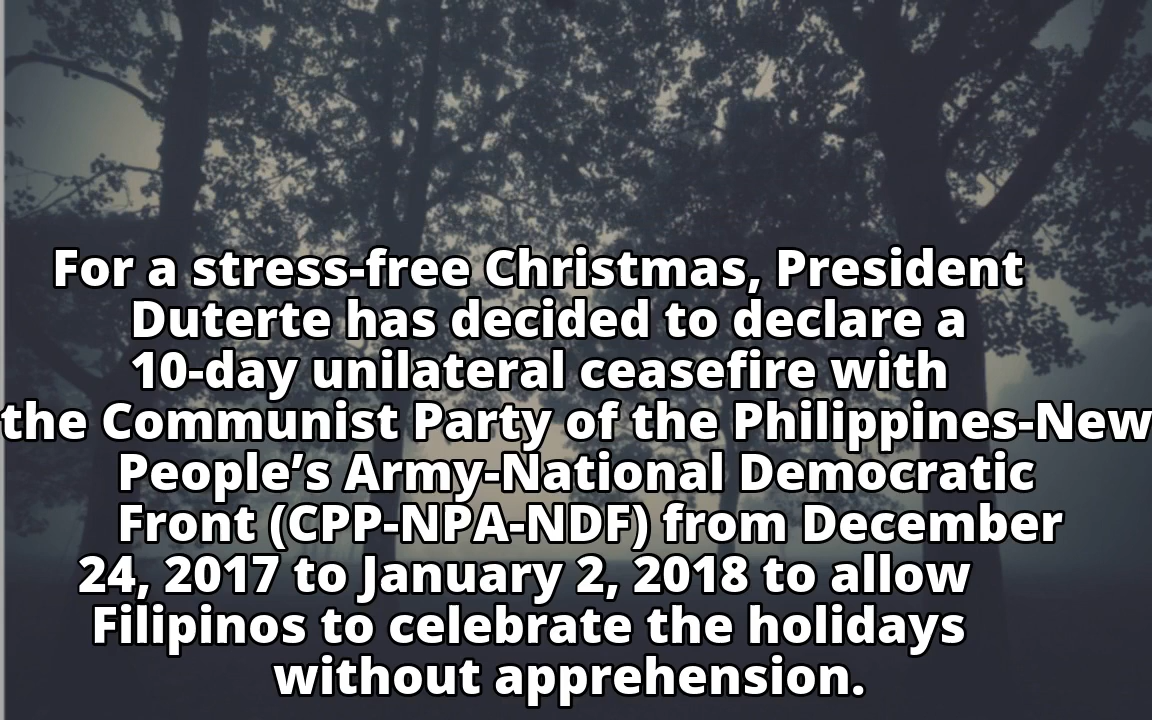 For a stress-free Christmas, President
Duterte has decided to declare a
10-day unilateral ceasefire with
the Communist Party of the Philippines-New
People’s Army-National Democratic
Front (CPP-NPA-NDF) from December
24, 2017 to January 2, 2018 to allow
Filipinos to celebrate the holidays
without apprehension.